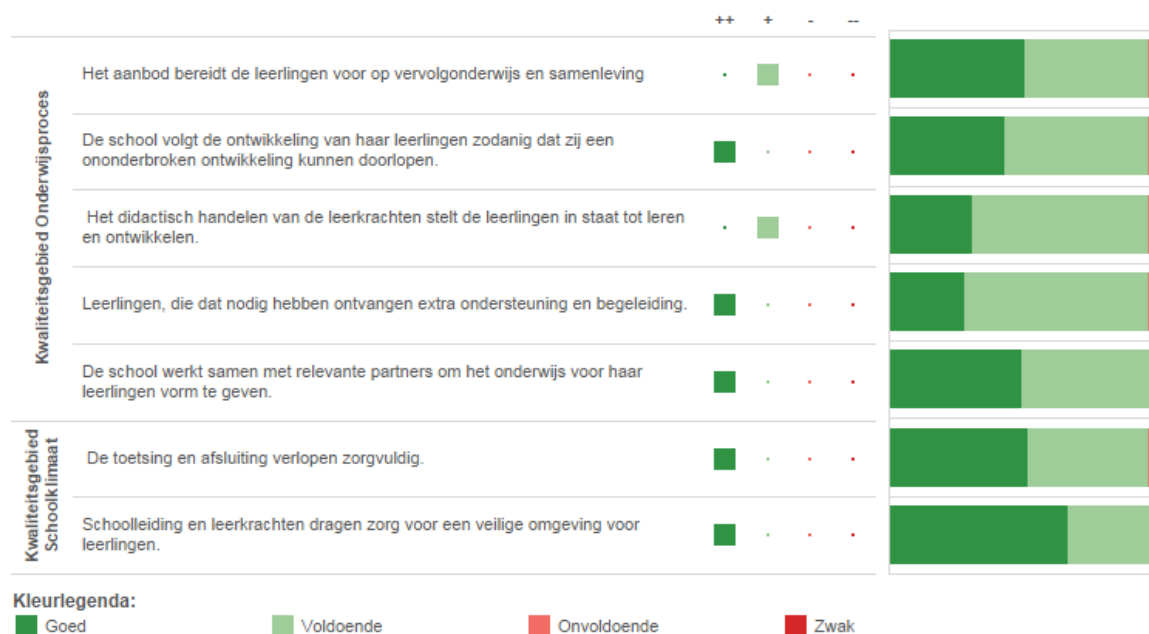 ++ + - --
Kwaliteitsgebied Onderwijsproces
Het aanbod bereidt de leerlingen voor op vervolgonderwijs en samenleving
De school volgt de ontwikkeling van haar leerlingen zodanig dat zij een
ononderbroken ontwikkeling kunnen doorlopen.
Het didactisch handelen van de leerkrachten stelt de leerlingen in staat tot leren
en ontwikkelen.
Leerlingen, die dat nodig hebben ontvangen extra ondersteuning en begeleiding.
De school werkt samen met relevante partners om het onderwijs voor haar
leerlingen vorm te geven.
Kwaliteitsgebied
Schoolklimaat
De toetsing en afsluiting verlopen zorgvuldig.
Schoolleiding en leerkrachten dragen zorg voor een veilige omgeving voor
leerlingen.
Kleurlegenda:
Goed Voldoende Onvoldoende Zwak